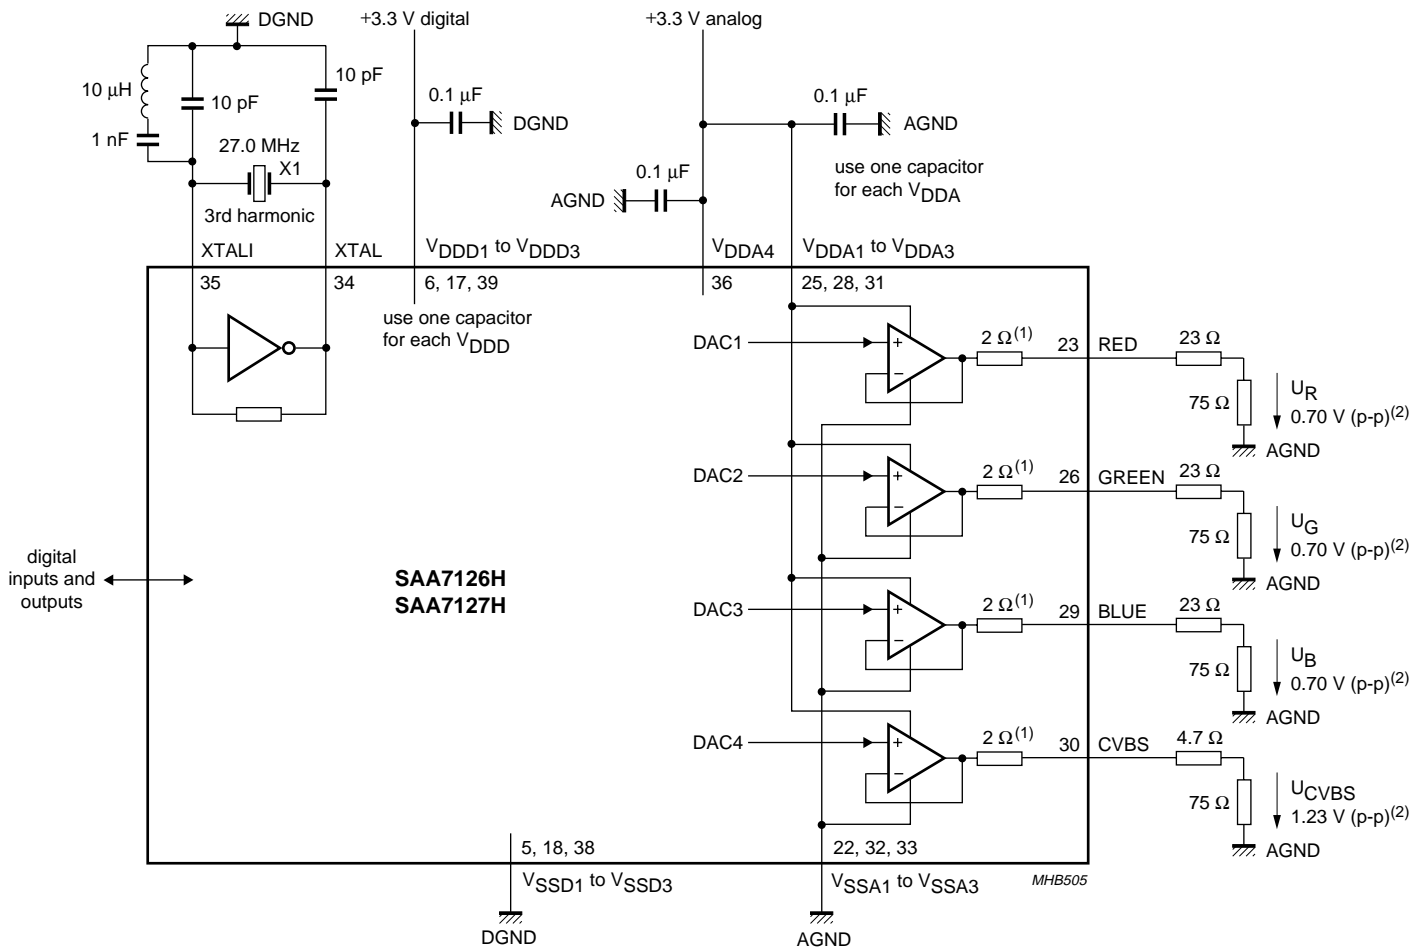 DGND
+3.3 V digital
+3.3 V analog
10 μH
10 pF
10 pF
1 nF
27.0 MHz
X1
3rd harmonic
0.1 μF
DGND
0.1 μF
AGND
use one capacitor
for each VDDA
0.1 μF
AGND
XTALI
XTAL
VDDD1 to VDDD3
VDDA4
VDDA1 to VDDA3
35
34
6, 17, 39
36
25, 28, 31
use one capacitor
for each VDDD
DAC1
+
−
2 Ω(1)
23
RED
23 Ω
75 Ω
UR
0.70 V (p-p)(2)
AGND
DAC2
+
−
2 Ω(1)
26
GREEN
23 Ω
75 Ω
UG
0.70 V (p-p)(2)
AGND
digital
inputs and
outputs
SAA7126H
SAA7127H
DAC3
+
−
2 Ω(1)
29
BLUE
23 Ω
75 Ω
UB
0.70 V (p-p)(2)
AGND
DAC4
+
−
2 Ω(1)
30
CVBS
4.7 Ω
75 Ω
UCVBS
1.23 V (p-p)(2)
AGND
5, 18, 38
22, 32, 33
VSSD1 to VSSD3
VSSA1 to VSSA3
MHB505
DGND
AGND